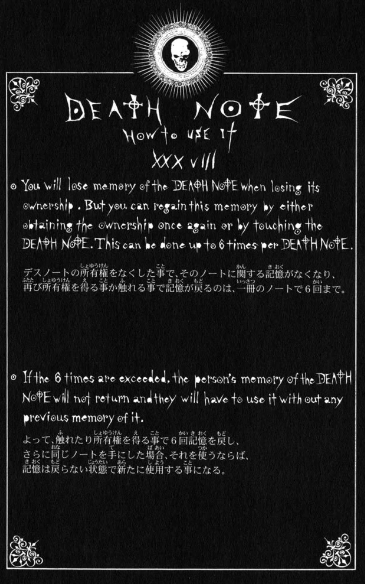 DEATH NOTE
How to USE It
XXXVIII
You will lose memory of the DEATH NOTE when losing its
ownership. But you can regain this memory by either
obtaining the ownership once again or by touching the
DEATH NOTE. This can be done up to 6 times per DEATH NOTE.
デスノートの所有権をなくした事で、そのノートに関する記憶がなくなり、
再び所有権を得る事か触れる事で記憶が戻るのは、一冊のノートで6回まで。
If the 6 times are exceeded, the person's memory of the DEATH
NOTE will not return and they will have to use it with out any
previous memory of it.
よって、触れたり所有権を得る事で6回記憶を戻し、
さらに同じノートを手にした場合、それを使うならば、
記憶は戻らない状態で新たに使用する事になる。